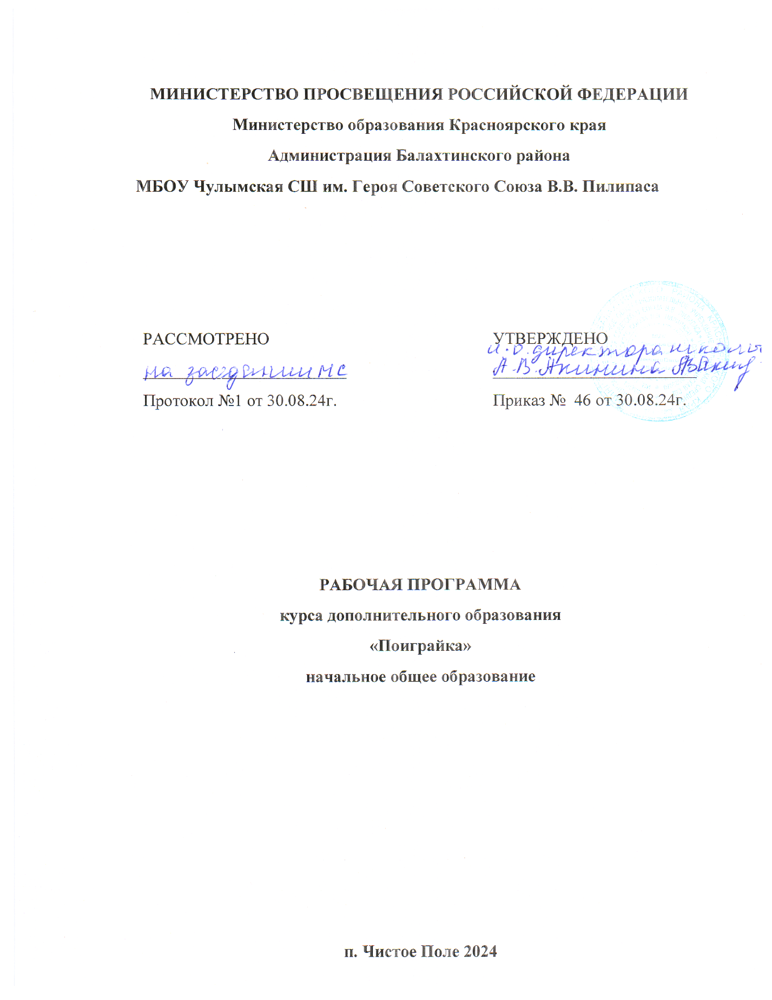 МИНИСТЕРСТВО ПРОСВЕЩЕНИЯ РОССИЙСКОЙ ФЕДЕРАЦИИ
Министерство образования Красноярского края
Администрация Балахтинского района
МБОУ Чулымская СШ им. Героя Советского Союза В.В. Пилипаса
РАССМОТРЕНО
на заседании МС
Протокол №1 от 30.08.24г.
УТВЕРЖДЕНО
и.о. директора школы
А.В. Акинина
Приказ № 46 от 30.08.24г.
РАБОЧАЯ ПРОГРАММА
курса дополнительного образования
«Поиграйка»
начальное общее образование
п. Чистое Поле 2024